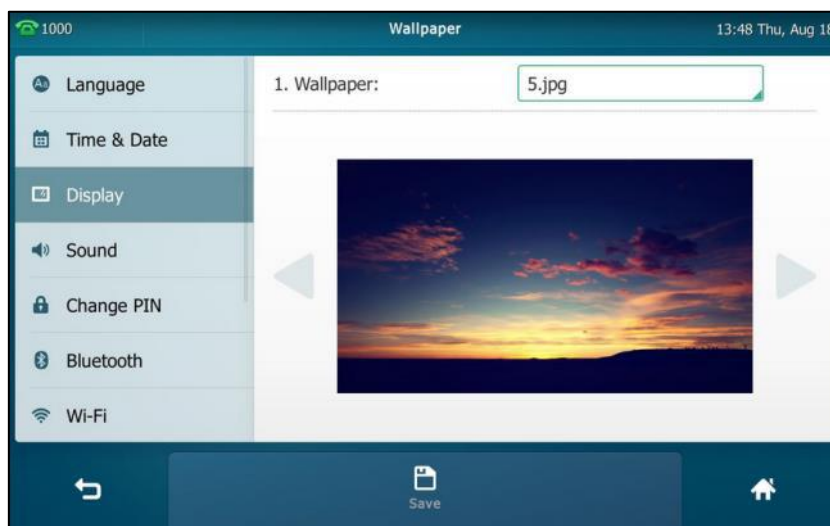 1000
Wallpaper
13:48 Thu, Aug 18
Language
Time & Date
Display
Sound
Change PIN
Bluetooth
Wi-Fi
1. Wallpaper:
5.jpg
Save